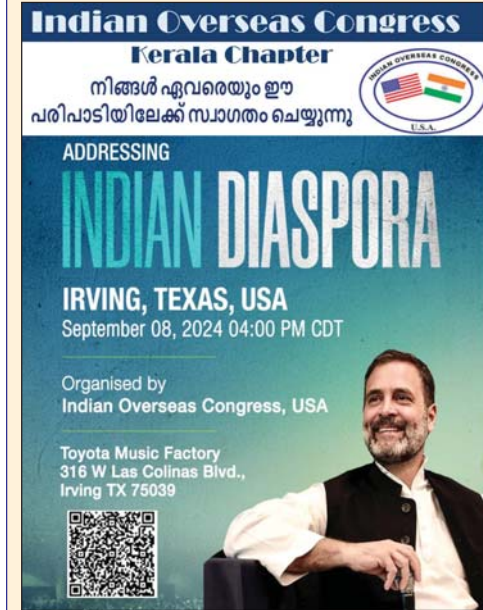 Indian Overseas Congress
Kerala Chapter
നിങ്ങൾ ഏവരെയും ഈ
പരിപാടിയിലേക്ക് സ്വാഗതം ചെയ്യുന്നു
INDIAN OVERSEAS CONGRESS
U.S.A.
ADDRESSING
INDIAN DIASPORA
IRVING, TEXAS, USA
September 08, 2024 04:00 PM CDT
Organised by
Indian Overseas Congress, USA
Toyota Music Factory
316 W Las Colinas Blvd.,
Irving TX 75039